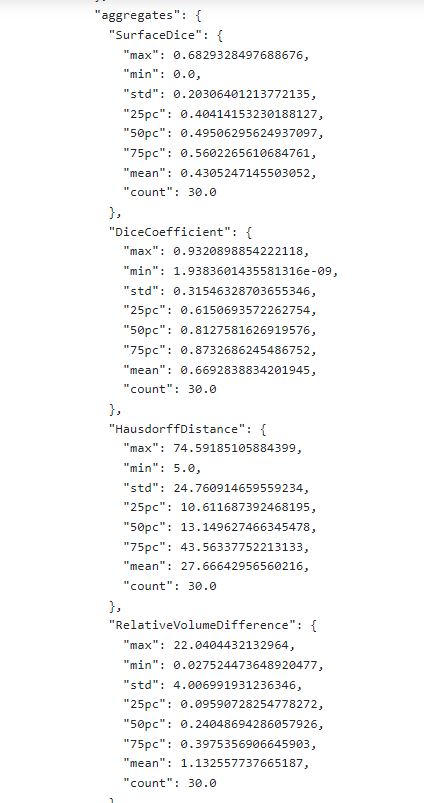 "aggregates": {
"SurfaceDice": {
"max": 0.6829328497688676,
"min": 0.0,
"std": 0.20306401213772135,
"25pc": 0.40414153230188127,
"50pc": 0.49506295624937097,
"75pc": 0.5602265610684761,
"mean": 0.4305247145503052,
"count": 30.0
},
"DiceCoefficient": {
"max": 0.9320898854222118,
"min": 1.9383601435581316e-09,
"std": 0.31546328703655346,
"25pc": 0.6150693572262754,
"50pc": 0.8127581626919576,
"75pc": 0.8732686245486752,
"mean": 0.6692838834201945,
"count": 30.0
},
"HausdorffDistance": {
"max": 74.59185105884399,
"min": 5.0,
"std": 24.760914659559234,
"25pc": 10.611687392468195,
"50pc": 13.149627466345478,
"75pc": 43.56337752213133,
"mean": 27.66642956560216,
"count": 30.0
},
"RelativeVolumeDifference": {
"max": 22.0404432132964,
"min": 0.027524473648920477,
"std": 4.006991931236346,
"25pc": 0.09590728254778272,
"50pc": 0.24048694286057926,
"75pc": 0.3975356906645903,
"mean": 1.132557737665187,
"count": 30.0